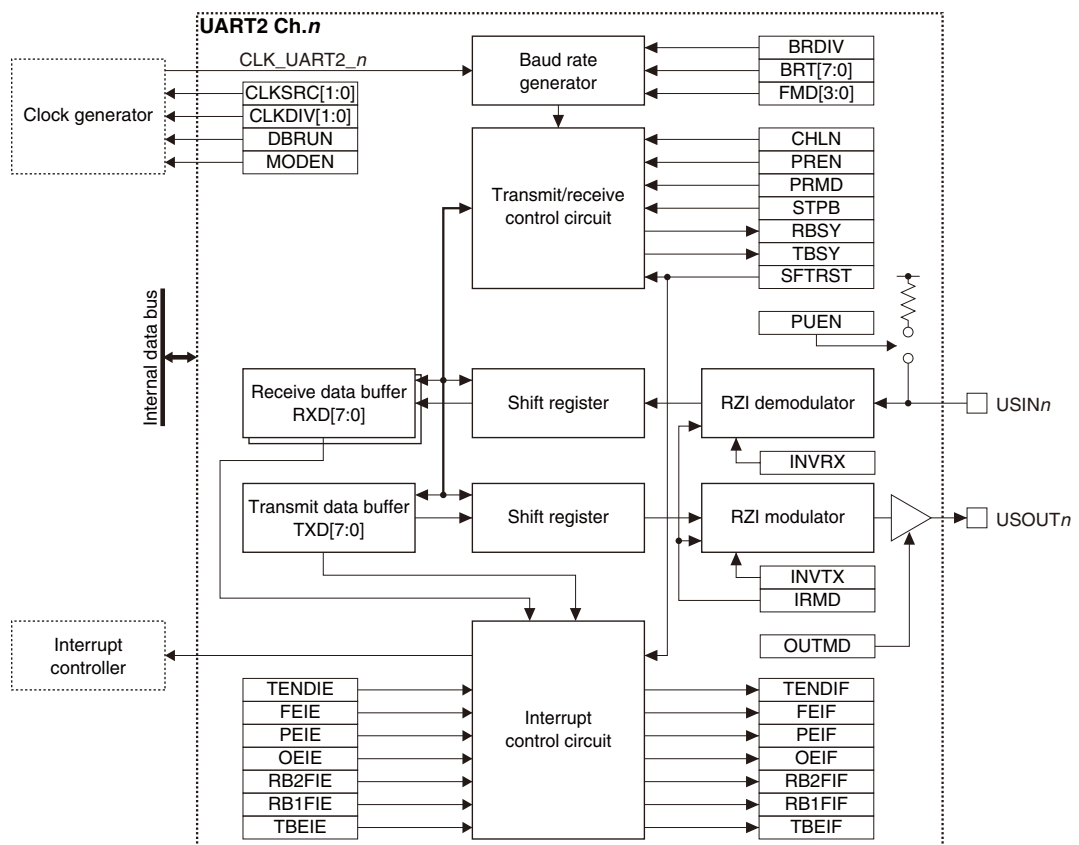 UART2 Ch.n
Clock generator
CLK_UART2_n
CLKSRC[1:0]
CLKDIV[1:0]
DBRUN
MODEN
Baud rate
generator
BRDIV
BRT[7:0]
FMD[3:0]
Transmit/receive
control circuit
CHLN
PREN
PRMD
STPB
RBSY
TBSY
SFTRST
PUEN
Internal data bus
Receive data buffer
RXD[7:0]
Shift register
RZI demodulator
USINn
INVRX
Transmit data buffer
TXD[7:0]
Shift register
RZI modulator
USOUTn
INVTX
IRMD
OUTMD
Interrupt
controller
Interrupt
control circuit
TENDIE
FEIE
PEIE
OEIE
RB2FIE
RB1FIE
TBEIE
TENDIF
FEIF
PEIF
OEIF
RB2FIF
RB1FIF
TBEIF